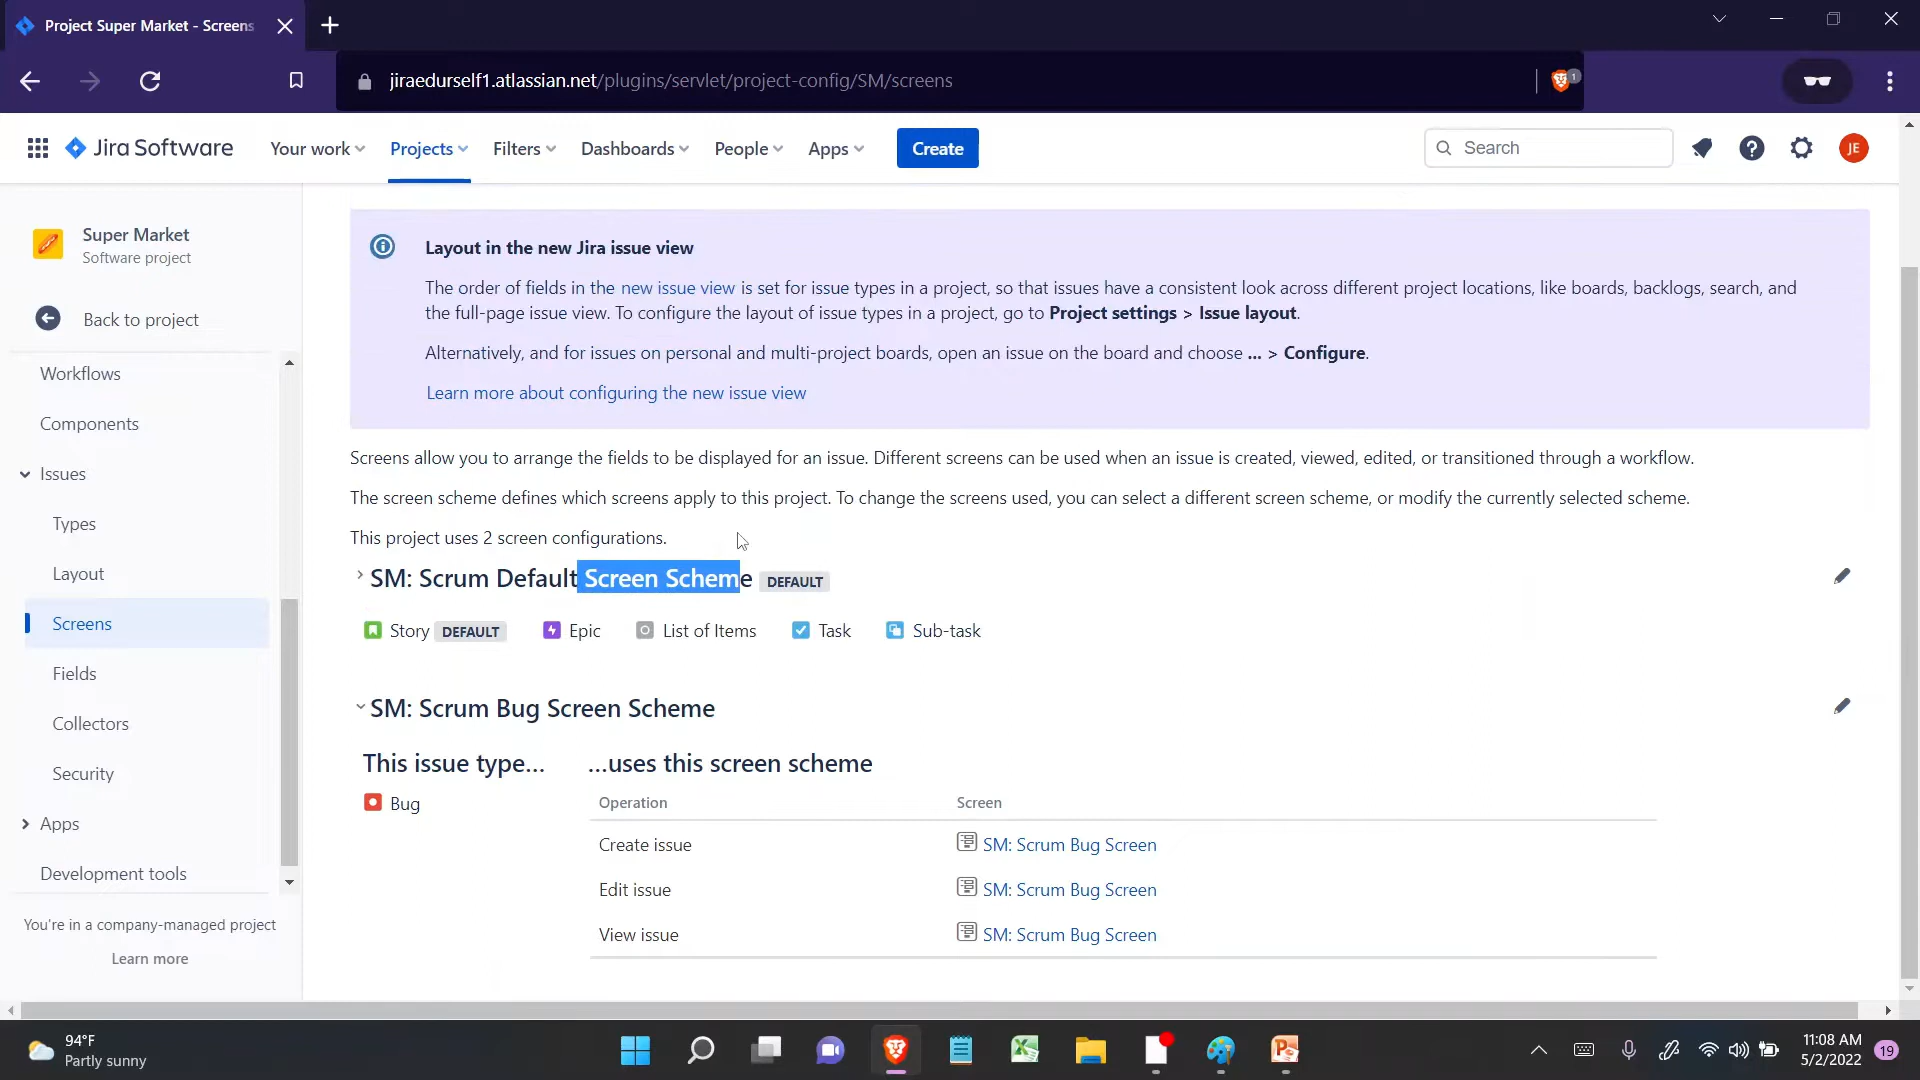 Project Super Market - Screens
jiraedurself1.atlassian.net/plugins/servlet/project-config/SM/screens
1
Jira Software
Your work
Projects
Filters
Dashboards
People
Apps
Create
Search
JE
Super Market
Software project
Back to project
Workflows
Components
Issues
Types
Layout
Screens
Fields
Collectors
Security
Apps
Development tools
You're in a company-managed project
Learn more
Layout in the new Jira issue view
The order of fields in the new issue view is set for issue types in a project, so that issues have a consistent look across different project locations, like boards, backlogs, search, and
the full-page issue view. To configure the layout of issue types in a project, go to Project settings > Issue layout.
Alternatively, and for issues on personal and multi-project boards, open an issue on the board and choose ... > Configure.
Learn more about configuring the new issue view
Screens allow you to arrange the fields to be displayed for an issue. Different screens can be used when an issue is created, viewed, edited, or transitioned through a workflow.
The screen scheme defines which screens apply to this project. To change the screens used, you can select a different screen scheme, or modify the currently selected scheme.
This project uses 2 screen configurations.
SM: Scrum Default Screen Scheme DEFAULT
Story DEFAULT Epic List of Items Task Sub-task
SM: Scrum Bug Screen Scheme
This issue type... ...uses this screen scheme
Bug
Operation Screen
Create issue SM: Scrum Bug Screen
Edit issue SM: Scrum Bug Screen
View issue SM: Scrum Bug Screen
94°F
Partly sunny
11:08 AM
5/2/2022
19